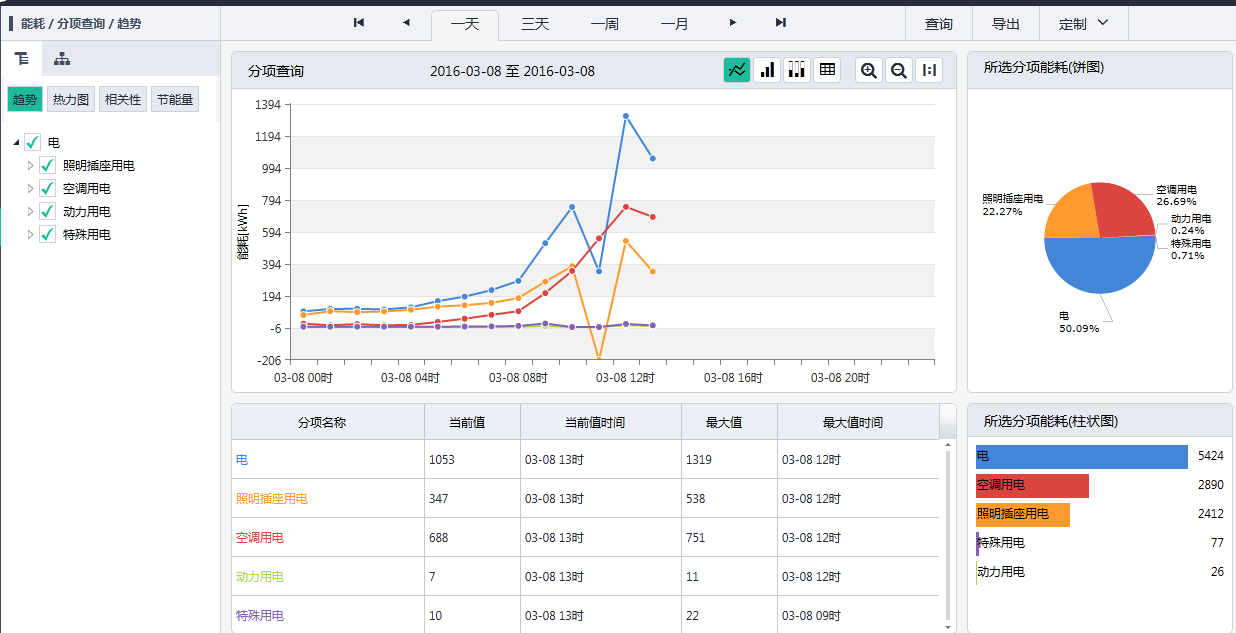 能耗 / 分项查询 / 趋势
一天 三天 一周 一月
查询 导出 定制
趋势 热力图 相关性 节能量
电
照明插座用电
空调用电
动力用电
特殊用电
分项查询 2016-03-08 至 2016-03-08
能耗[kWh]
1394
1194
994
794
594
394
194
-6
-206
03-08 00时 03-08 04时 03-08 08时 03-08 12时 03-08 16时 03-08 20时
所选分项能耗(饼图)
照明插座用电
22.27%
空调用电
26.69%
动力用电
0.24%
特殊用电
0.71%
电
50.09%
分项名称 当前值 当前值时间 最大值 最大值时间
电 1053 03-08 13时 1319 03-08 12时
照明插座用电 347 03-08 13时 538 03-08 12时
空调用电 688 03-08 13时 751 03-08 12时
动力用电 7 03-08 13时 11 03-08 12时
特殊用电 10 03-08 13时 22 03-08 09时
所选分项能耗(柱状图)
电 5424
空调用电 2890
照明插座用电 2412
特殊用电 77
动力用电 26